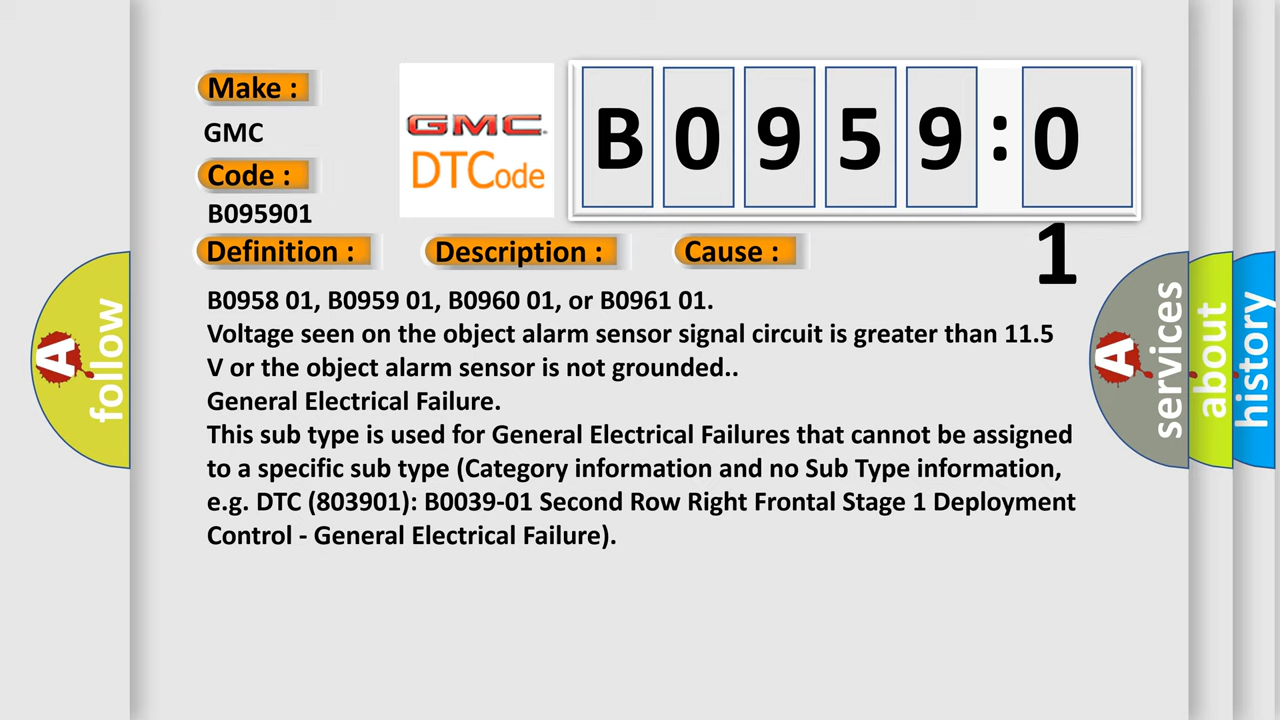 Make :
GMC
Code :
B095901
GMC
DTCode
B0959:0
1
Definition :
Description :
Cause :
B0958 01, B0959 01, B0960 01, or B0961 01.
Voltage seen on the object alarm sensor signal circuit is greater than 11.5
V or the object alarm sensor is not grounded..
General Electrical Failure.
This sub type is used for General Electrical Failures that cannot be assigned
to a specific sub type (Category information and no Sub Type information,
e.g. DTC (803901): B0039-01 Second Row Right Frontal Stage 1 Deployment
Control - General Electrical Failure).
A
follow
A
services
about
history